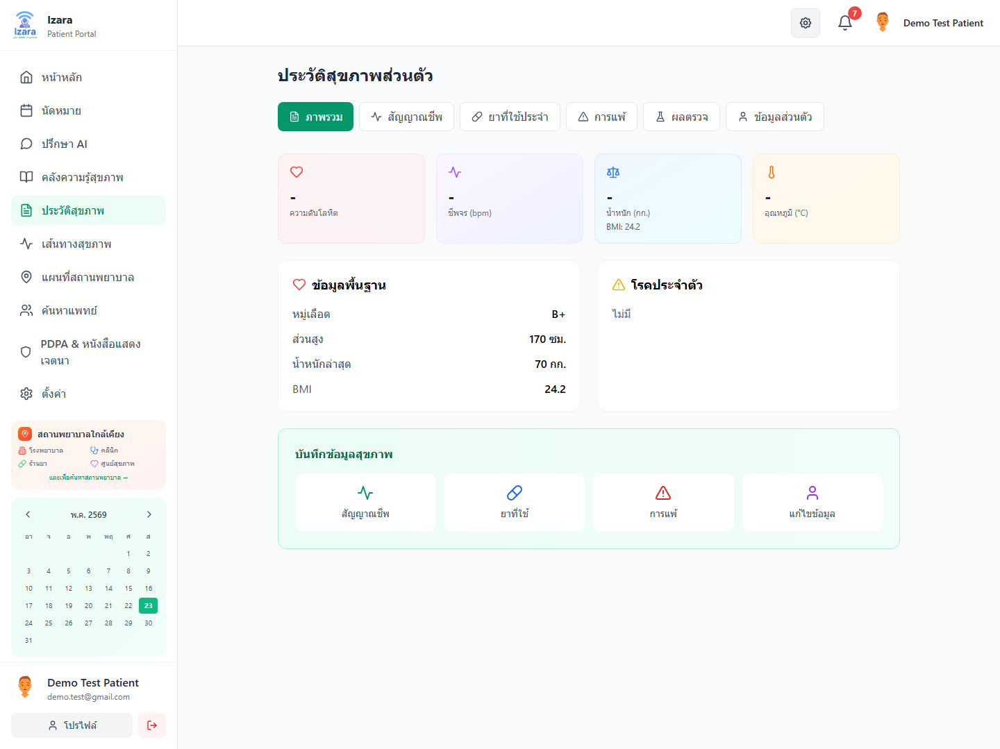 izara
Izara
Patient Portal
7
Demo Test Patient
หน้าหลัก
นัดหมาย
ปรึกษา AI
คลังความรู้สุขภาพ
ประวัติสุขภาพ
เส้นทางสุขภาพ
แผนที่สถานพยาบาล
ค้นหาแพทย์
PDPA & หนังสือแสดง
เจตนา
ตั้งค่า
สถานพยาบาลใกล้เคียง
โรงพยาบาล คลินิก
ร้านยา ศูนย์สุขภาพ
แตะเพื่อค้นหาสถานพยาบาล →
พ.ค. 2569
อา จ อ พ พฤ ศ ส
1 2
3 4 5 6 7 8 9
10 11 12 13 14 15 16
17 18 19 20 21 22 23
24 25 26 27 28 29 30
31
Demo Test Patient
demo.test@gmail.com
โปรไฟล์
ประวัติสุขภาพส่วนตัว
ภาพรวม สัญญาณชีพ ยาที่ใช้ประจำ การแพ้ ผลตรวจ ข้อมูลส่วนตัว
-
ความดันโลหิต
-
ชีพจร (bpm)
-
น้ำหนัก (กก.)
BMI: 24.2
-
อุณหภูมิ (°C)
ข้อมูลพื้นฐาน
หมู่เลือด B+
ส่วนสูง 170 ซม.
น้ำหนักล่าสุด 70 กก.
BMI 24.2
โรคประจำตัว
ไม่มี
บันทึกข้อมูลสุขภาพ
สัญญาณชีพ
ยาที่ใช้
การแพ้
แก้ไขข้อมูล